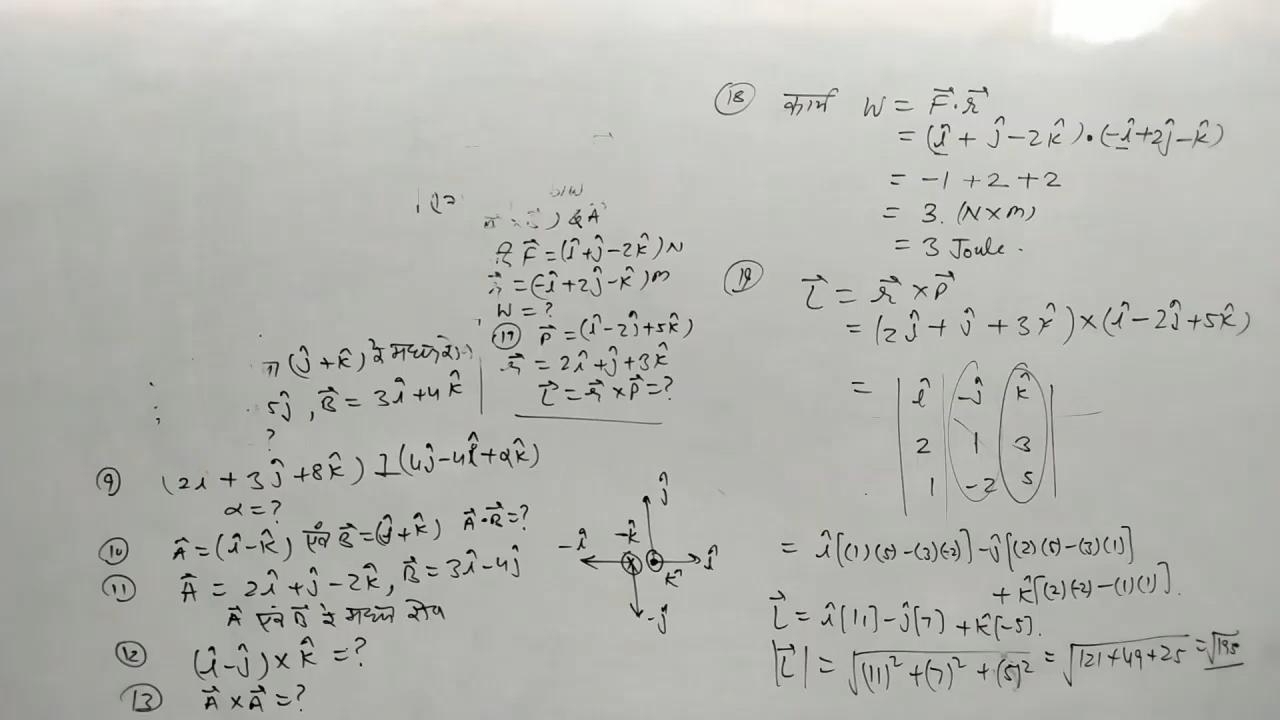 (ĵ + k̂)
5ĵ, B⃗ = 3î + 4k̂
?
⑨ (2î + 3ĵ + 8k̂) ⊥ (4ĵ - 4î + αk̂)
α = ?
⑩ A⃗ = (î - k̂) एवं B⃗ = (ĵ + k̂) A⃗·B⃗ = ?
⑪ A⃗ = 2î + ĵ - 2k̂, B⃗ = 3î - 4ĵ
A⃗ एवं B⃗ के मध्य कोण
⑫ (î - ĵ) × k̂ = ?
⑬ A⃗ × A⃗ = ?
) & A⃗
F⃗ = (î + ĵ - 2k̂) N
= (-î + 2ĵ - k̂) m
W = ?
⑲ P⃗ = (î - 2ĵ + 5k̂)
r⃗ = 2î + ĵ + 3k̂
L⃗ = r⃗ × P⃗ = ?
ĵ
-î -k̂ î
k̂
-ĵ
⑱ कार्य W = F⃗·r⃗
= (î + ĵ - 2k̂)·(-î + 2ĵ - k̂)
= -1 + 2 + 2
= 3. (N×m)
= 3 Joule.
⑲ L⃗ = r⃗ × P⃗
= (2ĵ + ĵ + 3k̂) × (î - 2ĵ + 5k̂)
= | î -ĵ k̂ |
2 1 3
1 -2 5
= î[(1)(5) - (3)(-2)] - ĵ[(2)(5) - (3)(1)]
+ k̂[(2)(-2) - (1)(1)].
L⃗ = î[11] - ĵ[7] + k̂[-5].
|L⃗| = √(11)² + (7)² + (5)² = √121 + 49 + 25 = √195